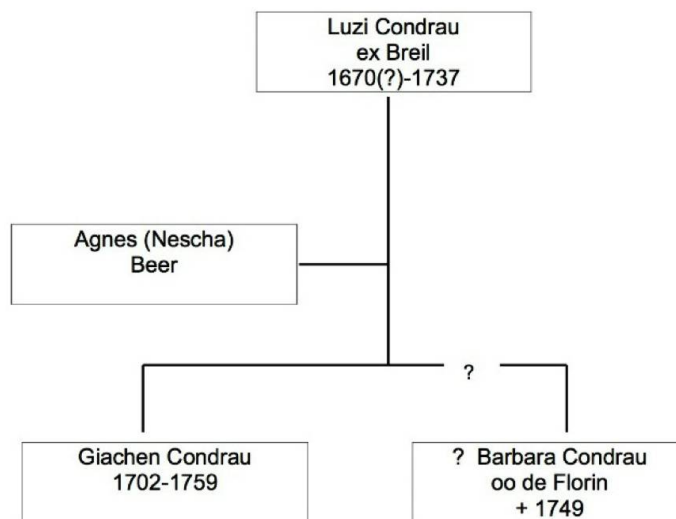 Luzi Condrau
ex Breil
1670(?)-1737
Agnes (Nescha)
Beer
?
Giachen Condrau
1702-1759
? Barbara Condrau
oo de Florin
+ 1749